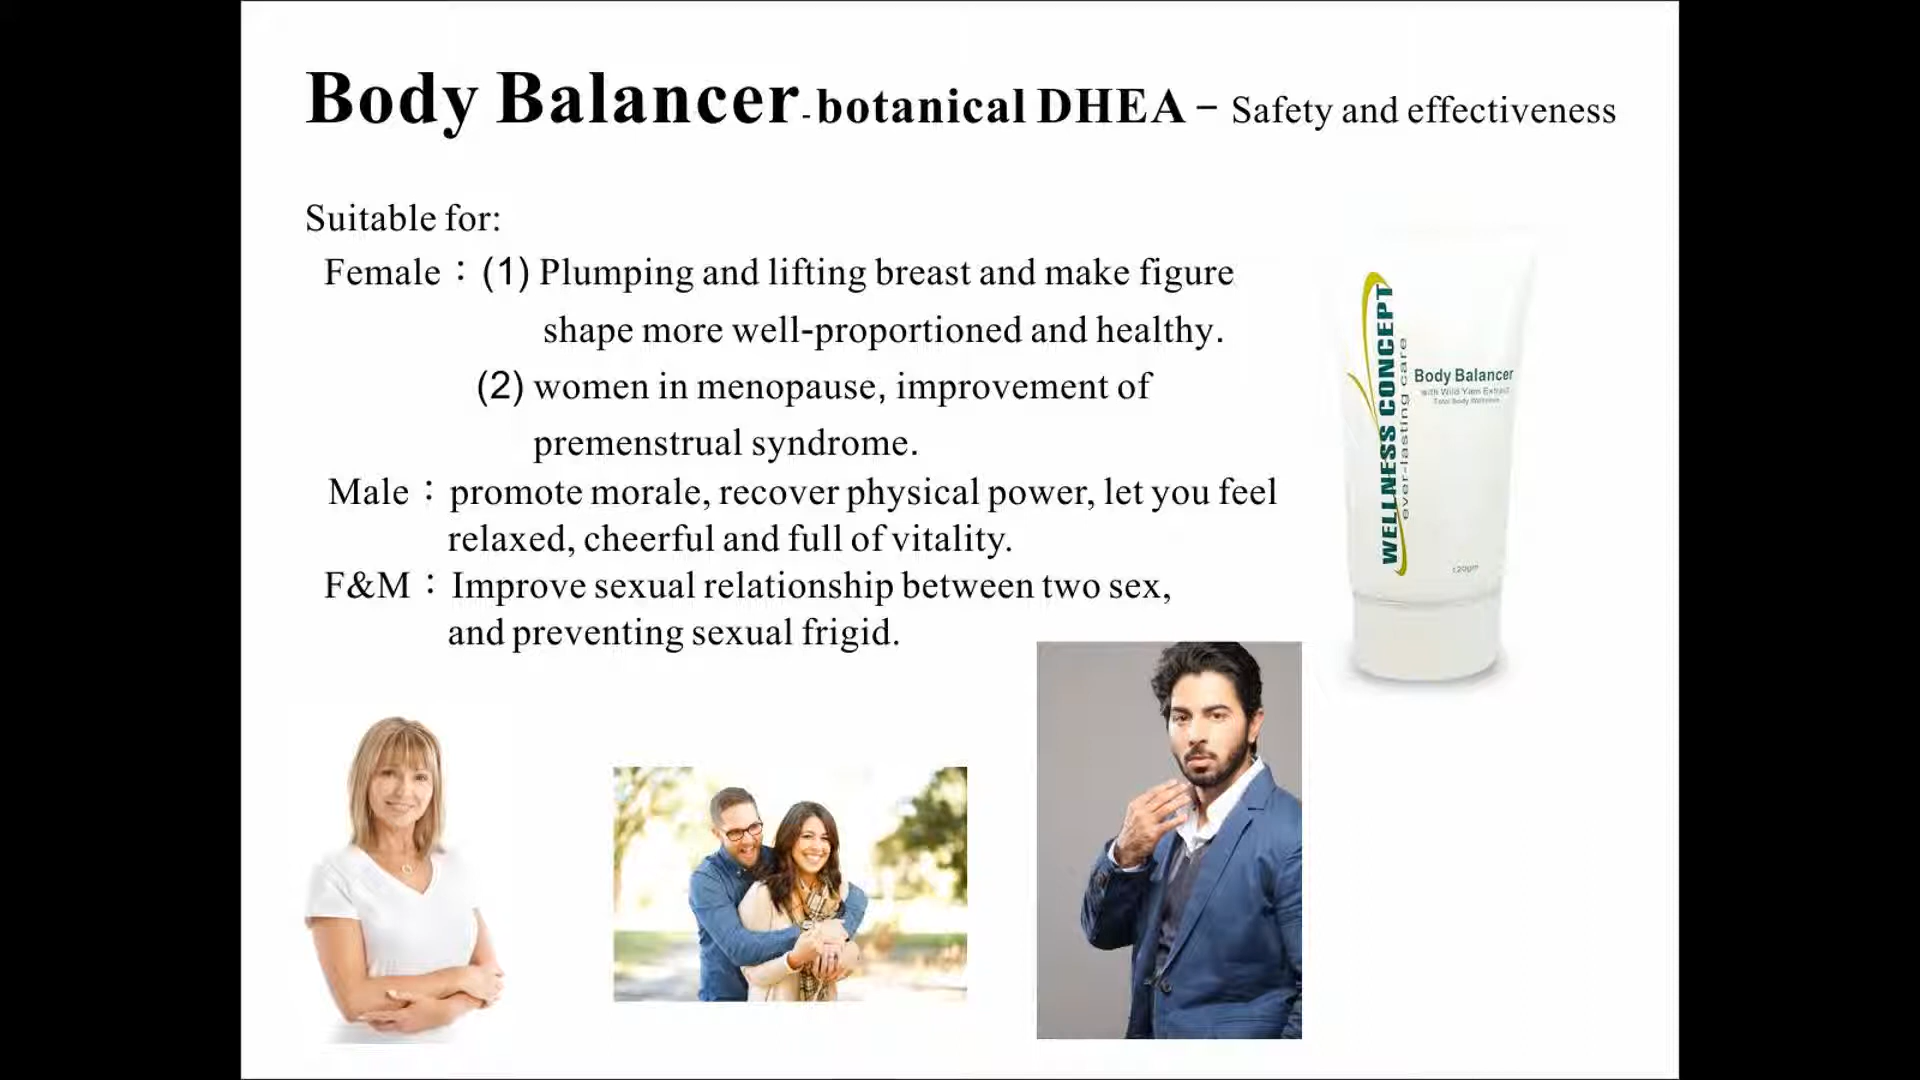 Body Balancer-botanical DHEA – Safety and effectiveness
Suitable for:
Female：(1) Plumping and lifting breast and make figure
shape more well-proportioned and healthy.
(2) women in menopause, improvement of
premenstrual syndrome.
Male：promote morale, recover physical power, let you feel
relaxed, cheerful and full of vitality.
F&M：Improve sexual relationship between two sex,
and preventing sexual frigid.
WELLNESS CONCEPT
ever-lasting care
Body Balancer
with Wild Yam Extract
Total Body Wellness
120gm